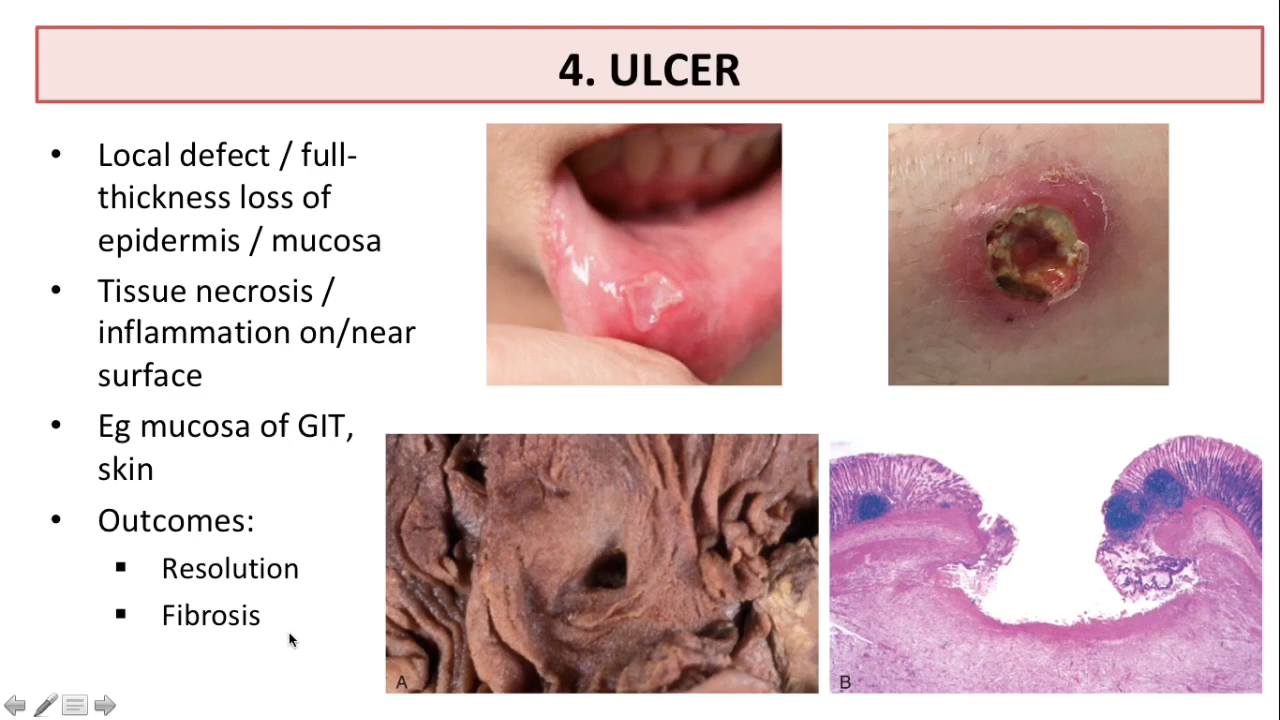 4. ULCER
• Local defect / full-
thickness loss of
epidermis / mucosa
• Tissue necrosis /
inflammation on/near
surface
• Eg mucosa of GIT,
skin
• Outcomes:
▪ Resolution
▪ Fibrosis
A
B